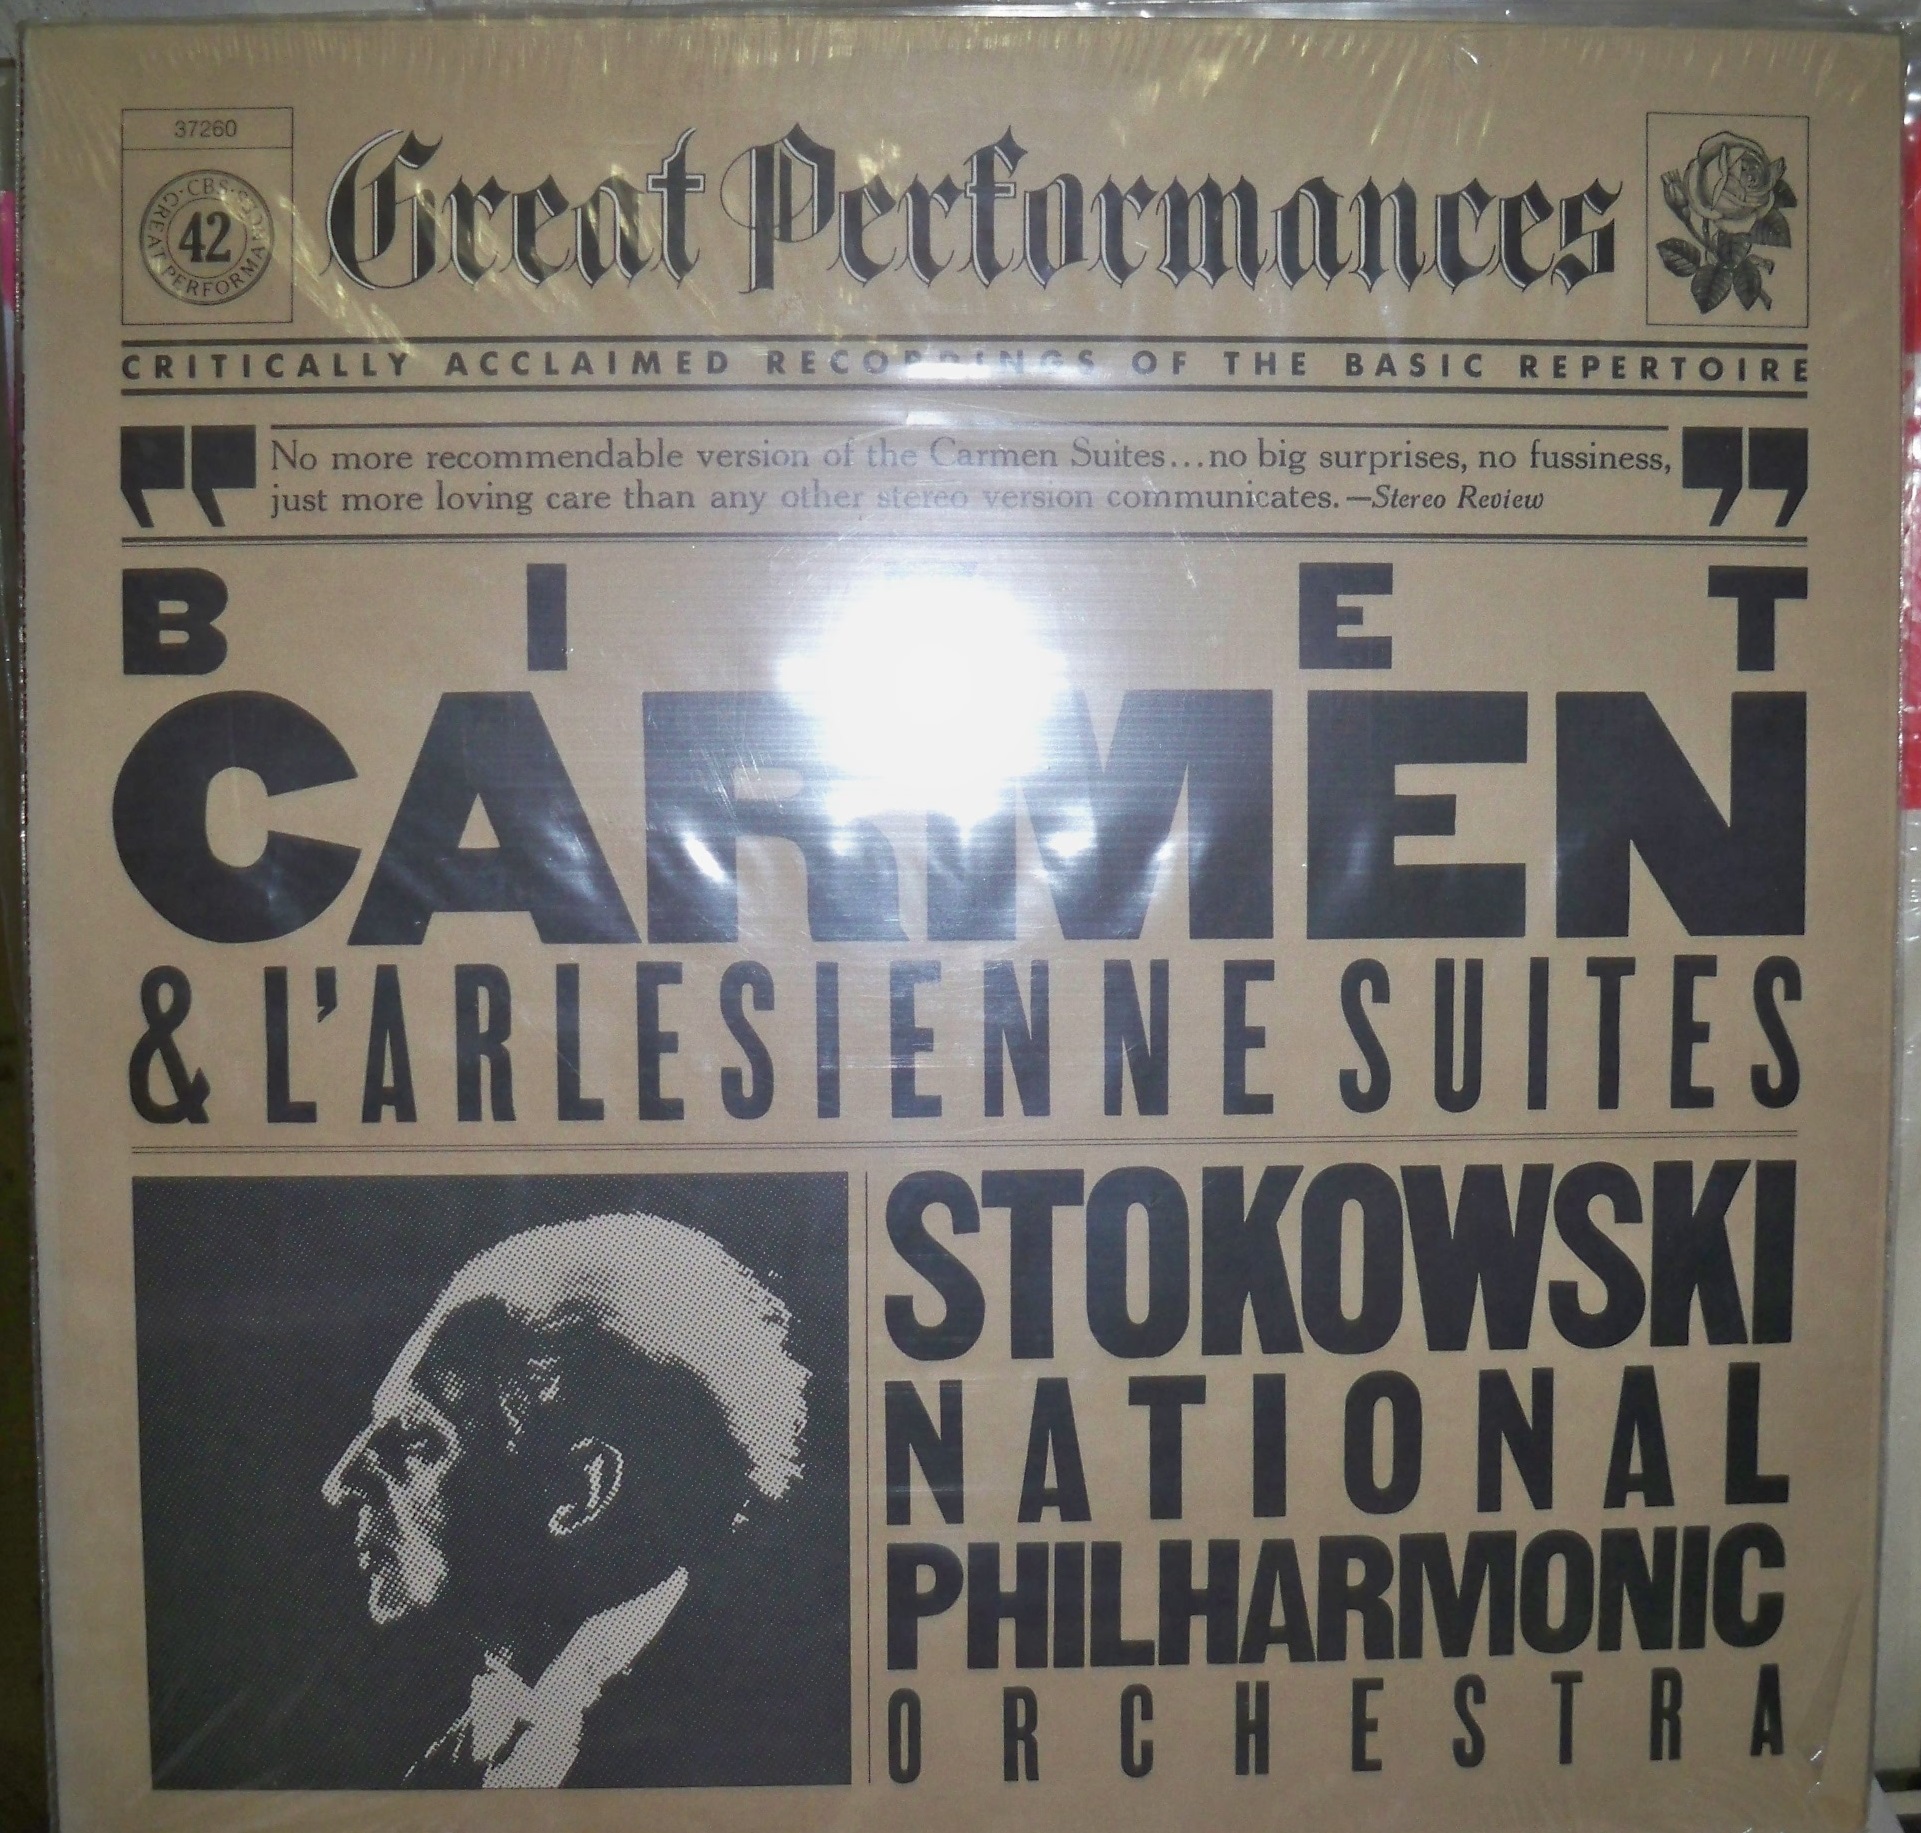 37260
CBS GREAT PERFORMANCES
42
Great Performances
CRITICALLY ACCLAIMED RECORDINGS OF THE BASIC REPERTOIRE
"No more recommendable version of the Carmen Suites...no big surprises, no fussiness,
just more loving care than any other stereo version communicates.—Stereo Review"
BI ET
CARMEN
& L'ARLESIENNE SUITES
STOKOWSKI
NATIONAL
PHILHARMONIC
ORCHESTRA